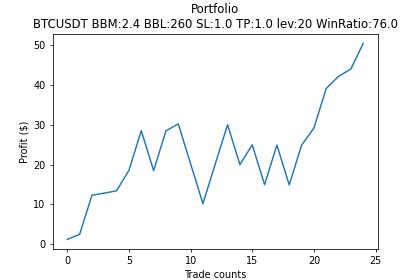 Portfolio
BTCUSDT BBM:2.4 BBL:260 SL:1.0 TP:1.0 lev:20 WinRatio:76.0
50
40
30
20
10
0
Profit ($)
0 5 10 15 20 25
Trade counts